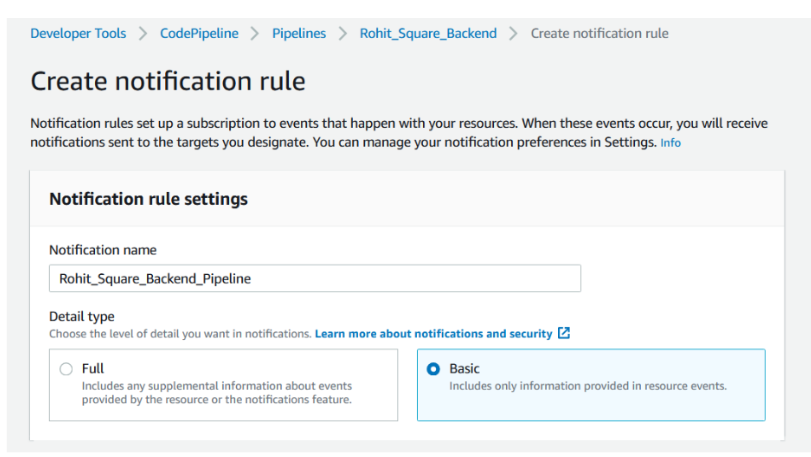 Developer Tools > CodePipeline > Pipelines > Rohit_Square_Backend > Create notification rule
Create notification rule
Notification rules set up a subscription to events that happen with your resources. When these events occur, you will receive
notifications sent to the targets you designate. You can manage your notification preferences in Settings. Info
Notification rule settings
Notification name
Rohit_Square_Backend_Pipeline
Detail type
Choose the level of detail you want in notifications. Learn more about notifications and security
Full
Includes any supplemental information about events
provided by the resource or the notifications feature.
Basic
Includes only information provided in resource events.